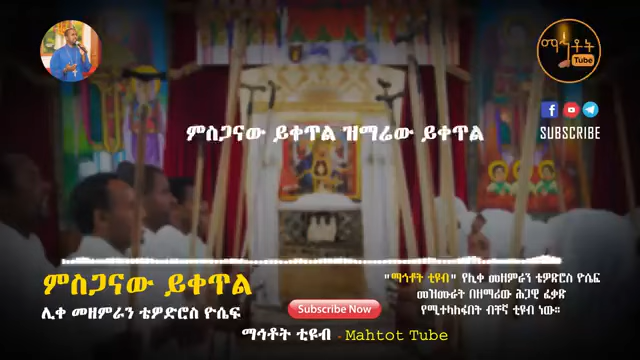 ማኅቶት
Tube
ምስጋናው ይቀጥል ዝማሬው ይቀጥል
SUBSCRIBE
ምስጋናው ይቀጥል
ሊቀ መዘምራን ቴዎድሮስ ዮሴፍ
"ማኅቶት ቲዩብ" የሊቀ መዘምራን ቴዎድሮስ ዮሴፍ
መዝሙራት በዘማሪው ሕጋዊ ፈቃድ
የሚተላለፉበት ብቸኛ ቲዩብ ነው።
Subscribe Now
ማኅቶት ቲዩብ - Mahtot Tube